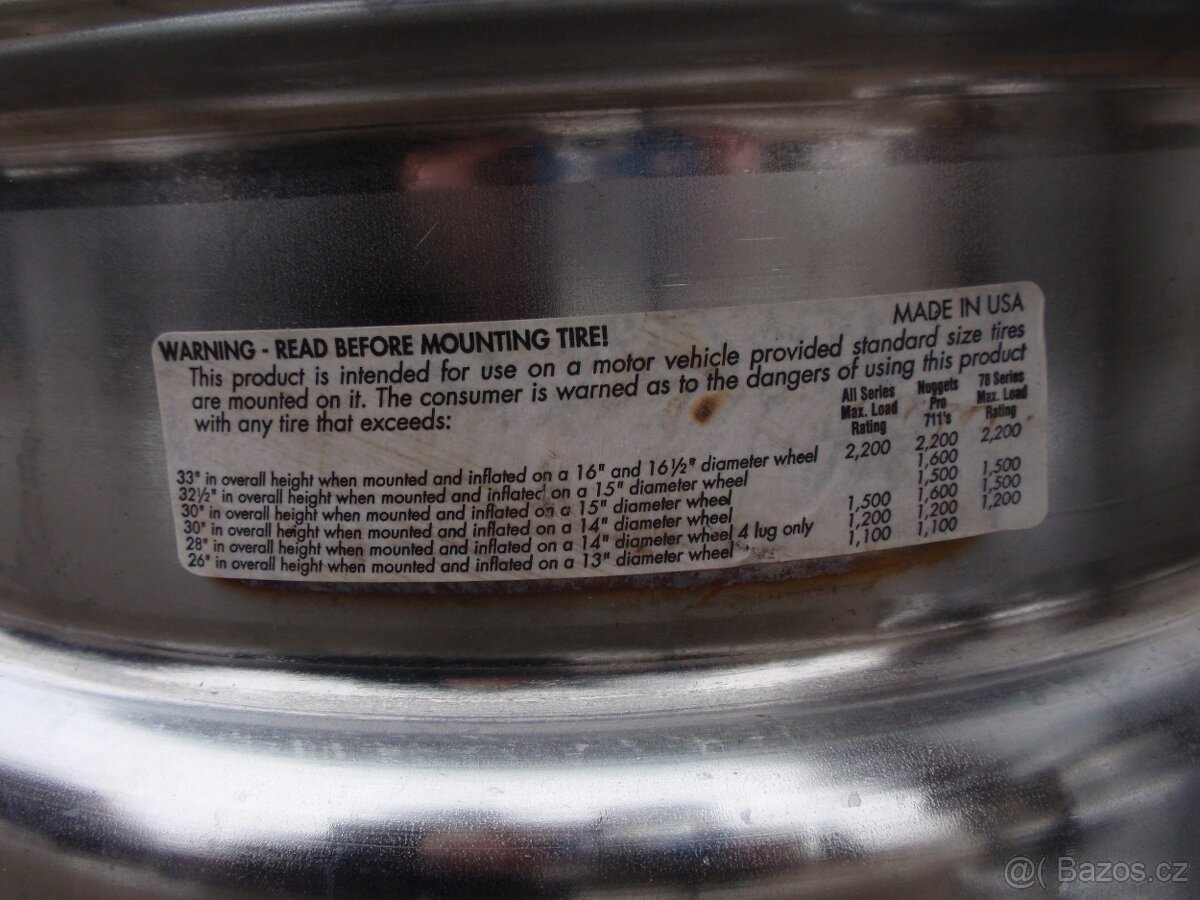 MADE IN USA
WARNING - READ BEFORE MOUNTING TIRE!
This product is intended for use on a motor vehicle provided standard size tires
are mounted on it. The consumer is warned as to the dangers of using this product
with any tire that exceeds:
All Series Nuggets 78 Series
Max. Load Pro Max. Load
Rating 711's Rating
33" in overall height when mounted and inflated on a 16" and 16½" diameter wheel 2,200 2,200 2,200
32½" in overall height when mounted and inflated on a 15" diameter wheel 1,600
30" in overall height when mounted and inflated on a 15" diameter wheel 1,500 1,500
30" in overall height when mounted and inflated on a 14" diameter wheel 1,500 1,600 1,500
28" in overall height when mounted and inflated on a 14" diameter wheel 4 lug only 1,200 1,200 1,200
26" in overall height when mounted and inflated on a 13" diameter wheel 1,100 1,100
@( Bazos.cz